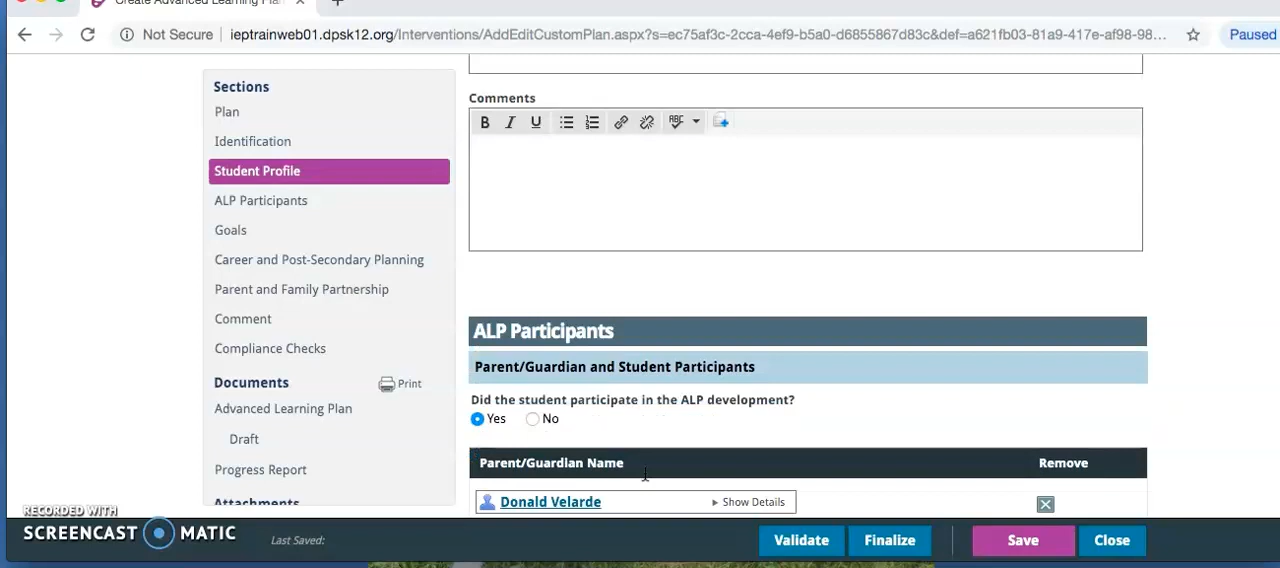 Create Advanced Learning Plan
Not Secure
ieptrainweb01.dpsk12.org/Interventions/AddEditCustomPlan.aspx?s=ec75af3c-2cca-4ef9-b5a0-d6855867d83c&def=a621fb03-81a9-417e-af98-98...
Paused
Sections
Plan
Identification
Student Profile
ALP Participants
Goals
Career and Post-Secondary Planning
Parent and Family Partnership
Comment
Compliance Checks
Documents
Print
Advanced Learning Plan
Draft
Progress Report
Attachments
Comments
B I U
ABC
ALP Participants
Parent/Guardian and Student Participants
Did the student participate in the ALP development?
Yes No
Parent/Guardian Name Remove
Donald Velarde Show Details
RECORDED WITH
SCREENCAST MATIC
Last Saved:
Validate Finalize Save Close